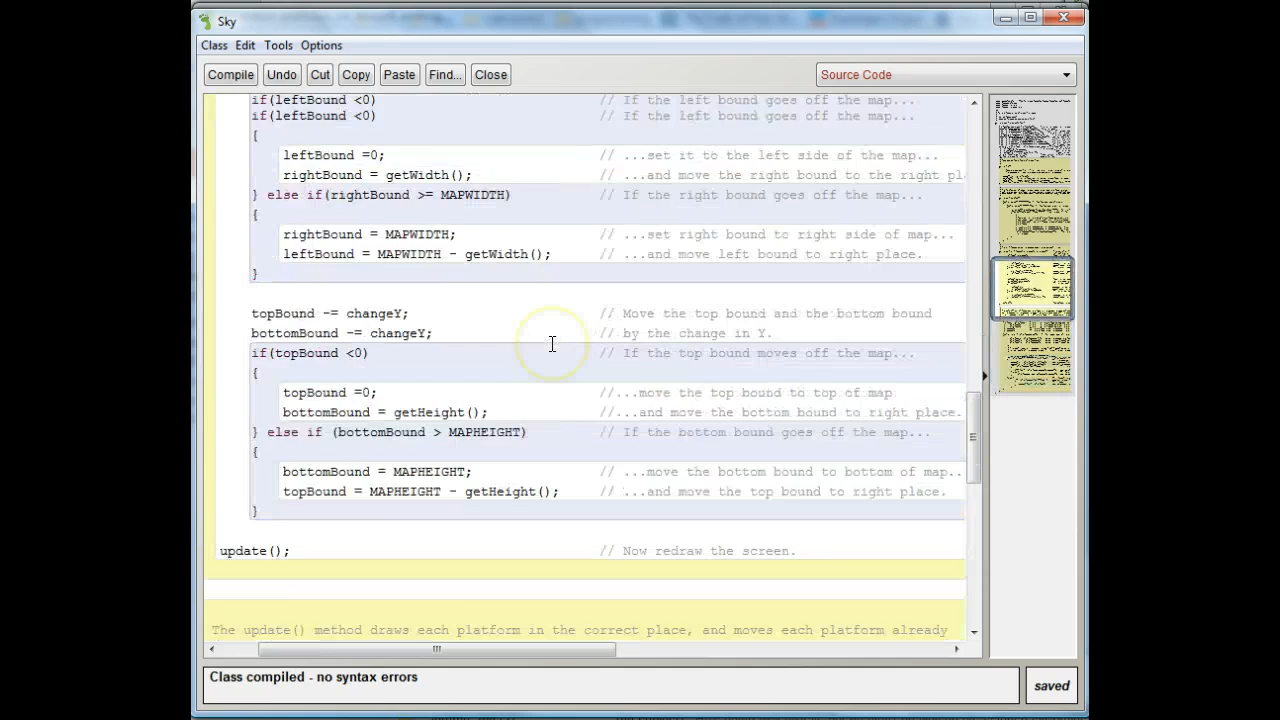 Sky
Class Edit Tools Options
Compile Undo Cut Copy Paste Find... Close Source Code
if(leftBound <0) // If the left bound goes off the map...
if(leftBound <0) // If the left bound goes off the map...
{
leftBound =0; // ...set it to the left side of the map...
rightBound = getWidth(); // ...and move the right bound to the right pl
} else if(rightBound >= MAPWIDTH) // If the right bound goes off the map...
{
rightBound = MAPWIDTH; // ...set right bound to right side of map...
leftBound = MAPWIDTH - getWidth(); // ...and move left bound to right place.
}
topBound -= changeY; // Move the top bound and the bottom bound
bottomBound -= changeY; // by the change in Y.
if(topBound <0) // If the top bound moves off the map...
{
topBound =0; //...move the top bound to top of map
bottomBound = getHeight(); //...and move the bottom bound to right place.
} else if (bottomBound > MAPHEIGHT) // If the bottom bound goes off the map...
{
bottomBound = MAPHEIGHT; // ...move the bottom bound to bottom of map..
topBound = MAPHEIGHT - getHeight(); // ...and move the top bound to right place.
}
update(); // Now redraw the screen.
The update() method draws each platform in the correct place, and moves each platform already
Class compiled - no syntax errors
saved